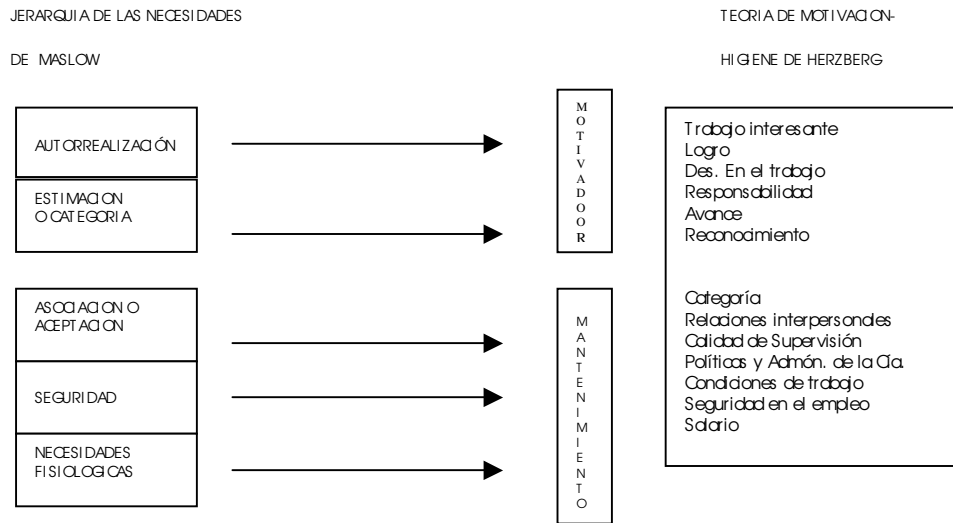 JERARQUIA DE LAS NECESIDADES
DE MASLOW
TEORIA DE MOTIVACION-
HIGIENE DE HERZBERG
AUTORREALIZACIÓN
ESTIMACION
O CATEGORIA
ASOCIACION O
ACEPTACION
SEGURIDAD
NECESIDADES
FISIOLOGICAS
MOTIVADOOR
MANTENIMIENTO
Trabajo interesante
Logro
Des. En el trabajo
Responsabilidad
Avance
Reconocimiento
Categoría
Relaciones interpersonales
Calidad de Supervisión
Políticas y Admón. de la Cía.
Condiciones de trabajo
Seguridad en el empleo
Salario